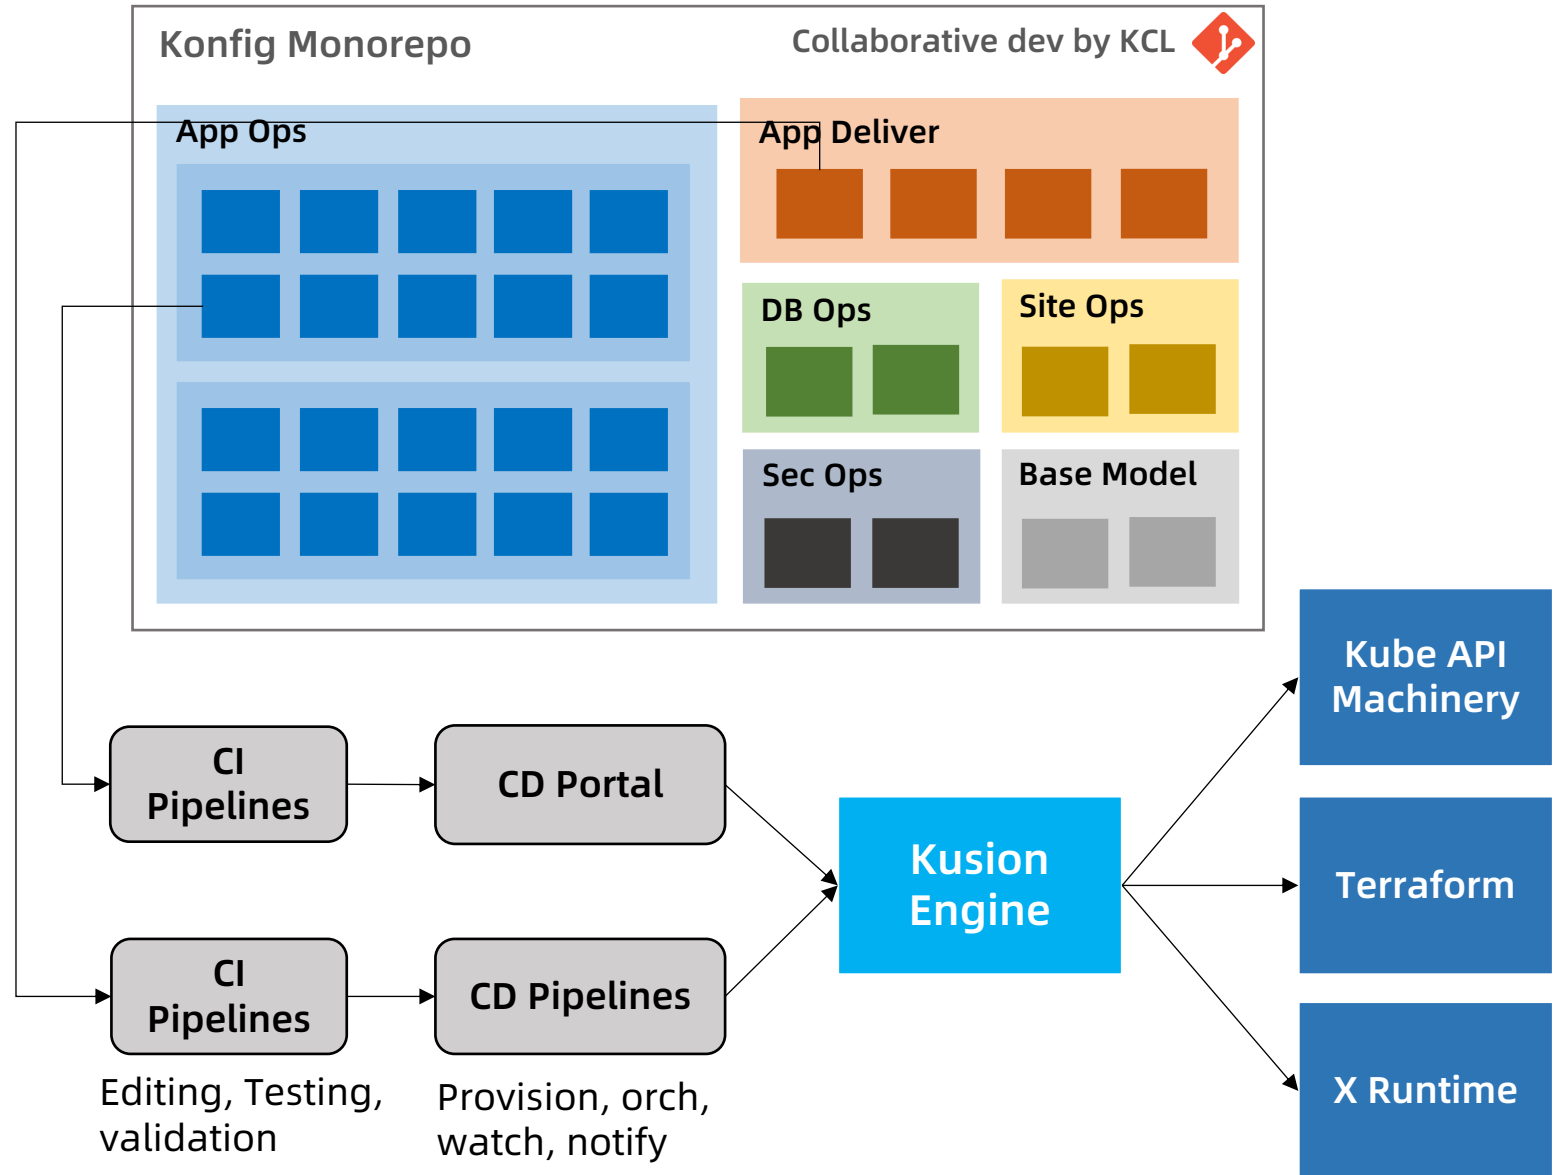 Konfig Monorepo
Collaborative dev by KCL
App Ops
App Deliver
DB Ops
Site Ops
Sec Ops
Base Model
Kube API
Machinery
CI
Pipelines
CD Portal
Kusion
Engine
Terraform
CI
Pipelines
CD Pipelines
X Runtime
Editing, Testing,
validation
Provision, orch,
watch, notify